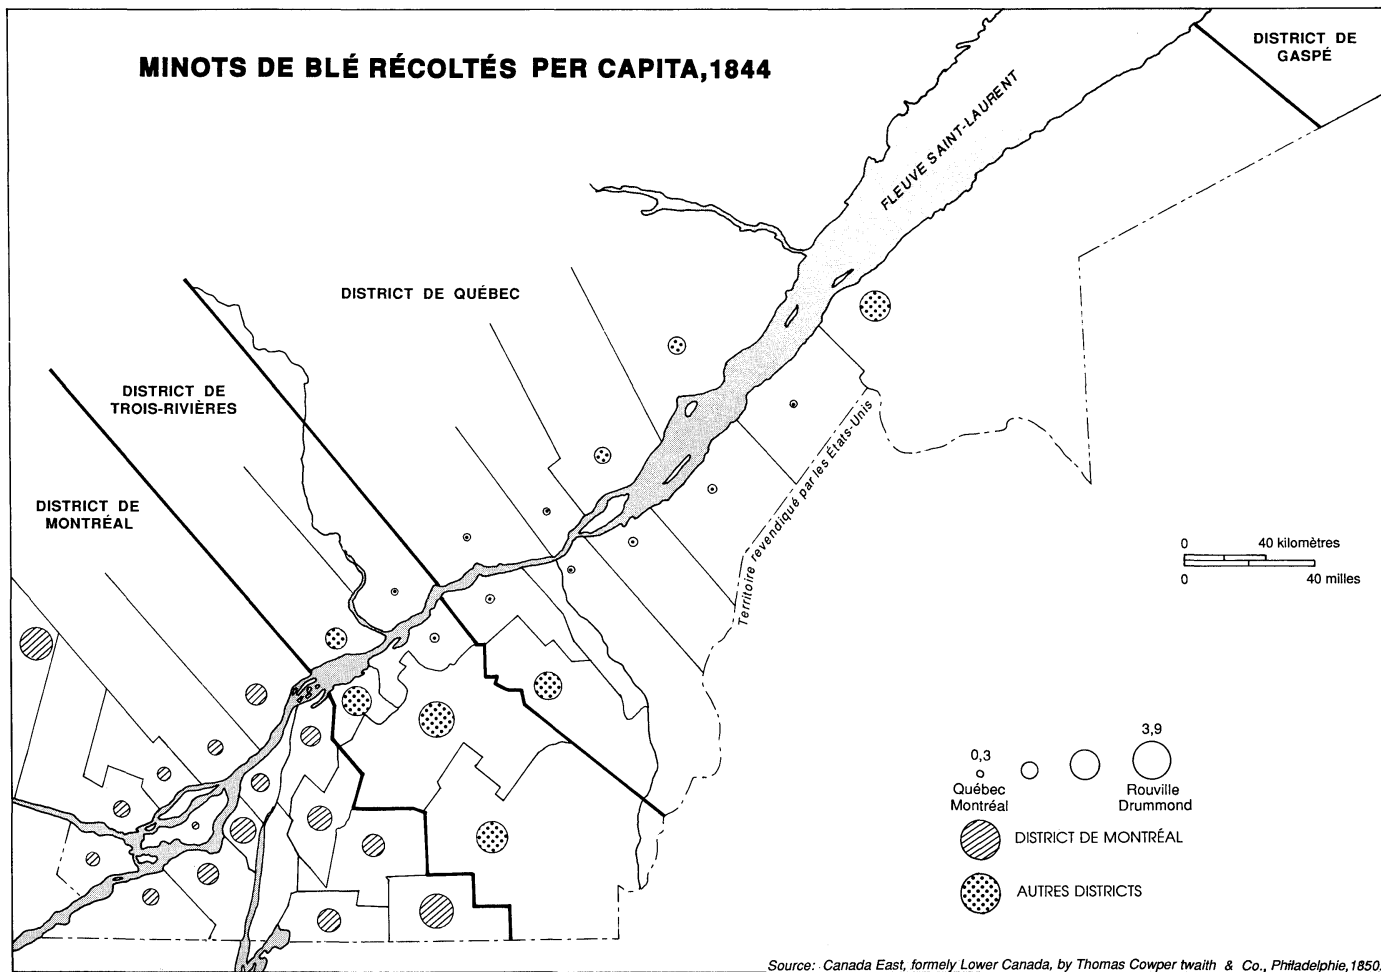 MINOTS DE BLÉ RÉCOLTÉS PER CAPITA,1844
DISTRICT DE
GASPÉ
FLEUVE SAINT-LAURENT
DISTRICT DE QUÉBEC
DISTRICT DE
TROIS-RIVIÈRES
DISTRICT DE
MONTRÉAL
Territoire revendiqué par les États-Unis
0 40 kilomètres
0 40 milles
0,3 3,9
Québec Rouville
Montréal Drummond
DISTRICT DE MONTRÉAL
AUTRES DISTRICTS
Source: Canada East, formely Lower Canada, by Thomas Cowper twaith & Co., Philadelphie,1850.